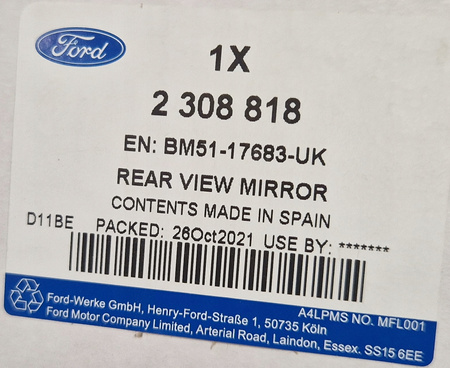 Ford
1X
2 308 818
EN: BM51-17683-UK
REAR VIEW MIRROR
CONTENTS MADE IN SPAIN
D11BE PACKED: 26Oct2021 USE BY: *******
A4LPMS NO. MFL001
Ford-Werke GmbH, Henry-Ford-Straße 1, 50735 Köln
Ford Motor Company Limited, Arterial Road, Laindon, Essex. SS15 6EE